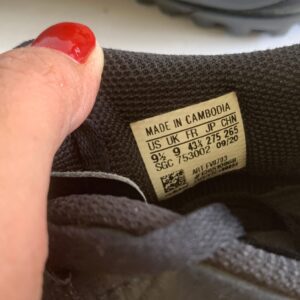 MADE IN CAMBODIA
US UK FR JP CHN
9½ 9 43⅓ 275 265
SGC 753002 09/20